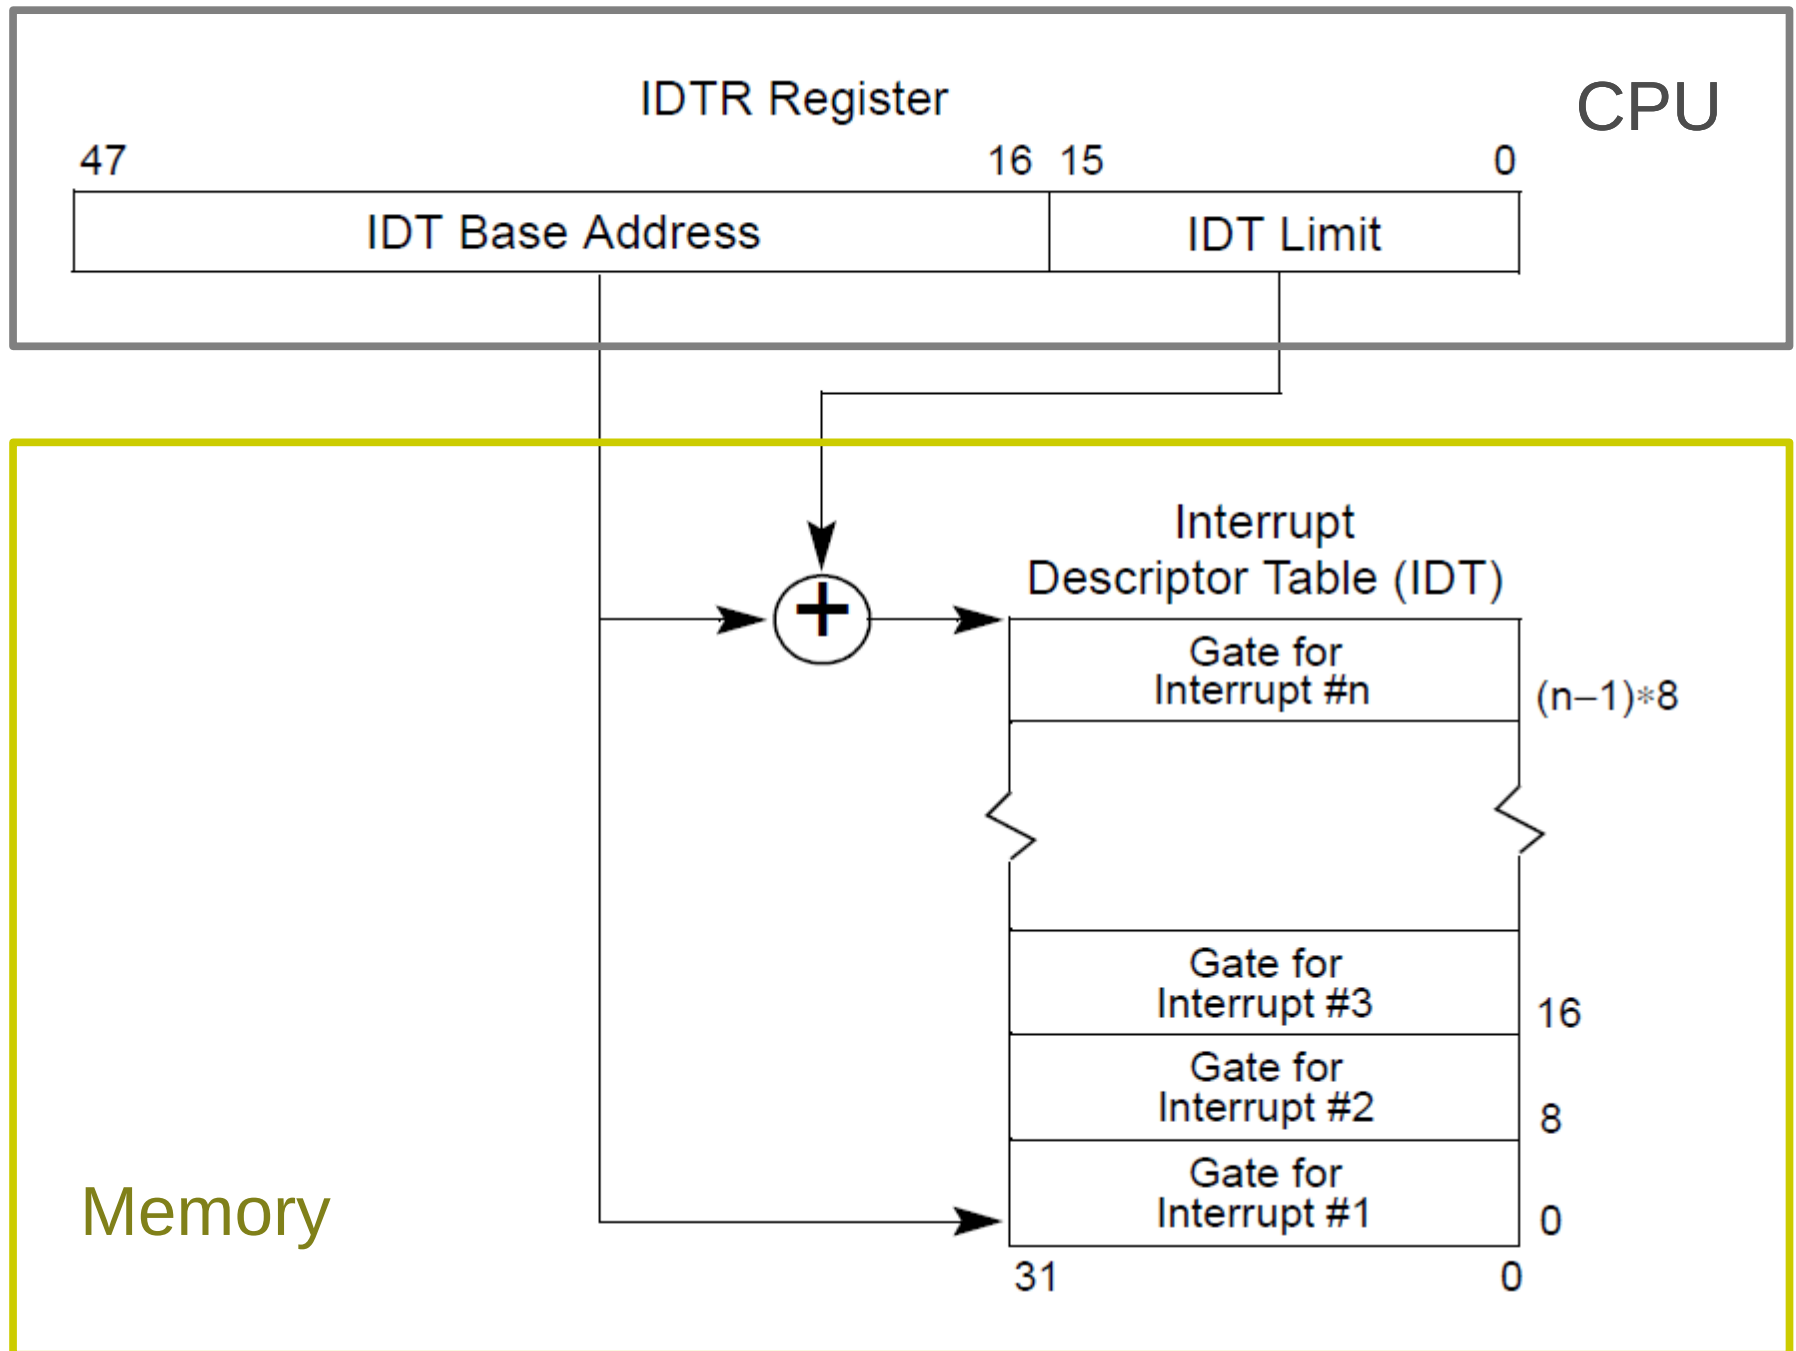 IDTR Register
CPU
47
16
15
0
IDT Base Address
IDT Limit
+
Interrupt
Descriptor Table (IDT)
Gate for
Interrupt #n
(n–1)*8
Gate for
Interrupt #3
16
Gate for
Interrupt #2
8
Gate for
Interrupt #1
0
31
0
Memory